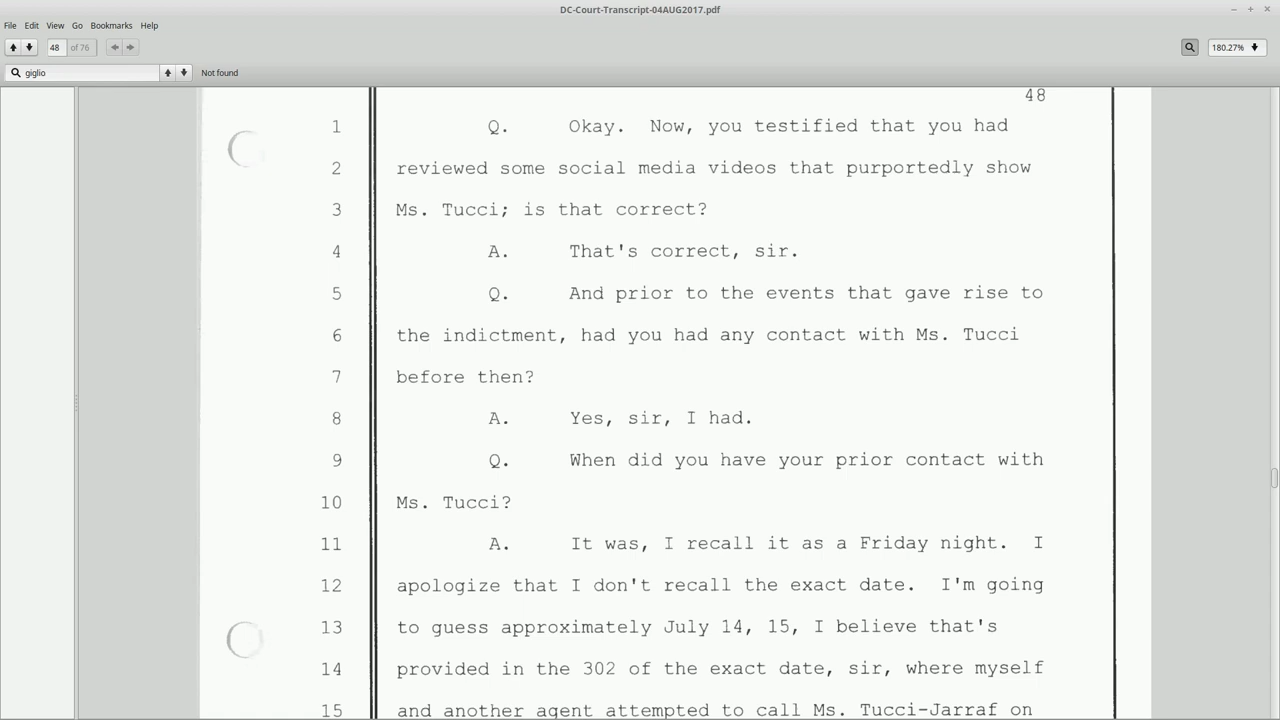 DC-Court-Transcript-04AUG2017.pdf
File Edit View Go Bookmarks Help
48 of 76 180.27%
giglio Not found
48
1 Q. Okay. Now, you testified that you had
2 reviewed some social media videos that purportedly show
3 Ms. Tucci; is that correct?
4 A. That's correct, sir.
5 Q. And prior to the events that gave rise to
6 the indictment, had you had any contact with Ms. Tucci
7 before then?
8 A. Yes, sir, I had.
9 Q. When did you have your prior contact with
10 Ms. Tucci?
11 A. It was, I recall it as a Friday night. I
12 apologize that I don't recall the exact date. I'm going
13 to guess approximately July 14, 15, I believe that's
14 provided in the 302 of the exact date, sir, where myself
15 and another agent attempted to call Ms. Tucci-Jarraf on